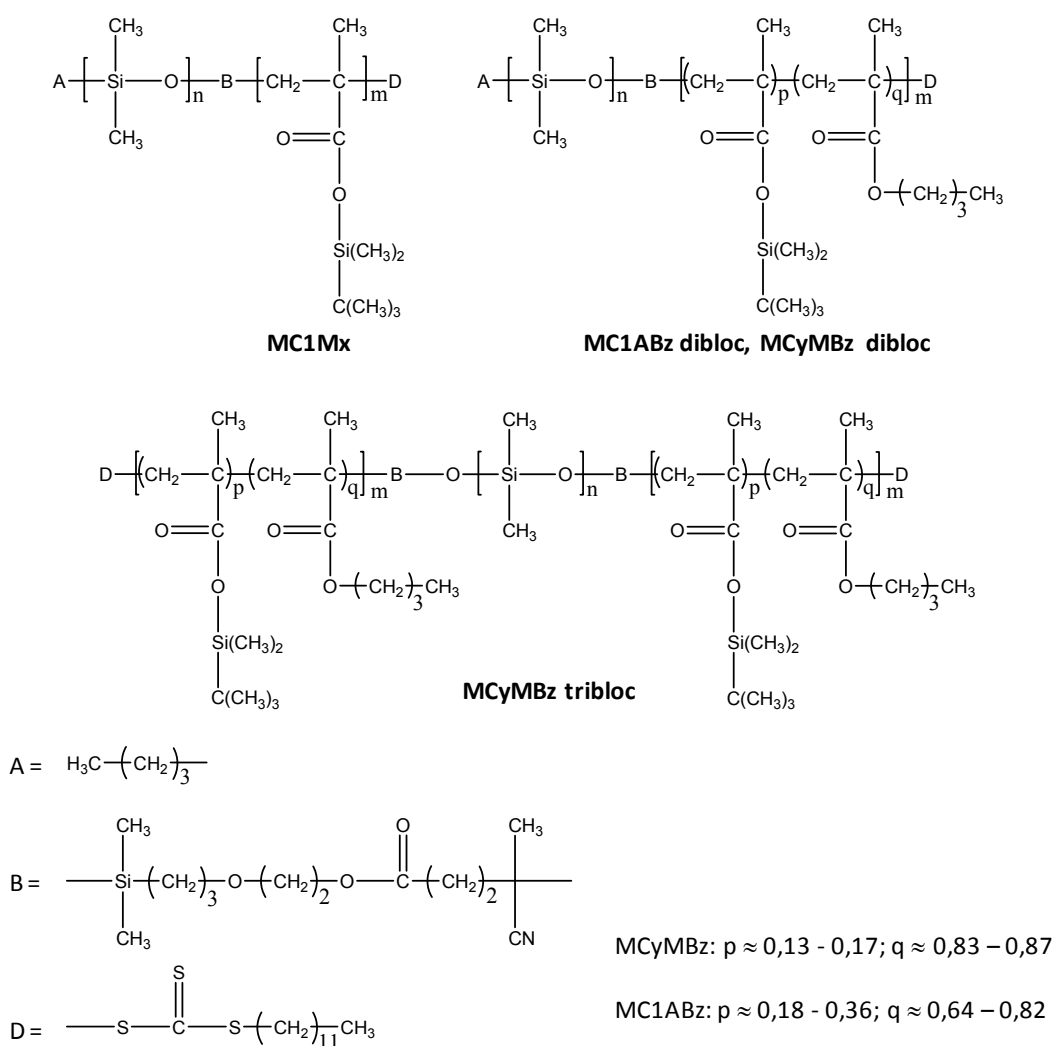 CH3 CH3 CH3 CH3 CH3
A [Si O]n B [CH2 C]m D A [Si O]n B [(CH2 C)p(CH2 C)q]m D
CH3 O C CH3 O C O C
O O O (CH2)3 CH3
Si(CH3)2 Si(CH3)2
C(CH3)3 C(CH3)3
MC1Mx MC1ABz dibloc, MCyMBz dibloc
CH3 CH3 CH3 CH3 CH3
D [(CH2 C)p(CH2 C)q]m B O [Si O]n B [(CH2 C)p(CH2 C)q]m D
O C O C CH3 O C O C
O O (CH2)3 CH3 O O (CH2)3 CH3
Si(CH3)2 Si(CH3)2
C(CH3)3 MCyMBz tribloc C(CH3)3
A = H3C (CH2)3
CH3 O CH3
B = Si (CH2)3 O (CH2)2 O C (CH2)2
CH3 CN
MCyMBz: p ≈ 0,13 - 0,17; q ≈ 0,83 – 0,87
S
D = S C S (CH2)11 CH3
MC1ABz: p ≈ 0,18 - 0,36; q ≈ 0,64 – 0,82